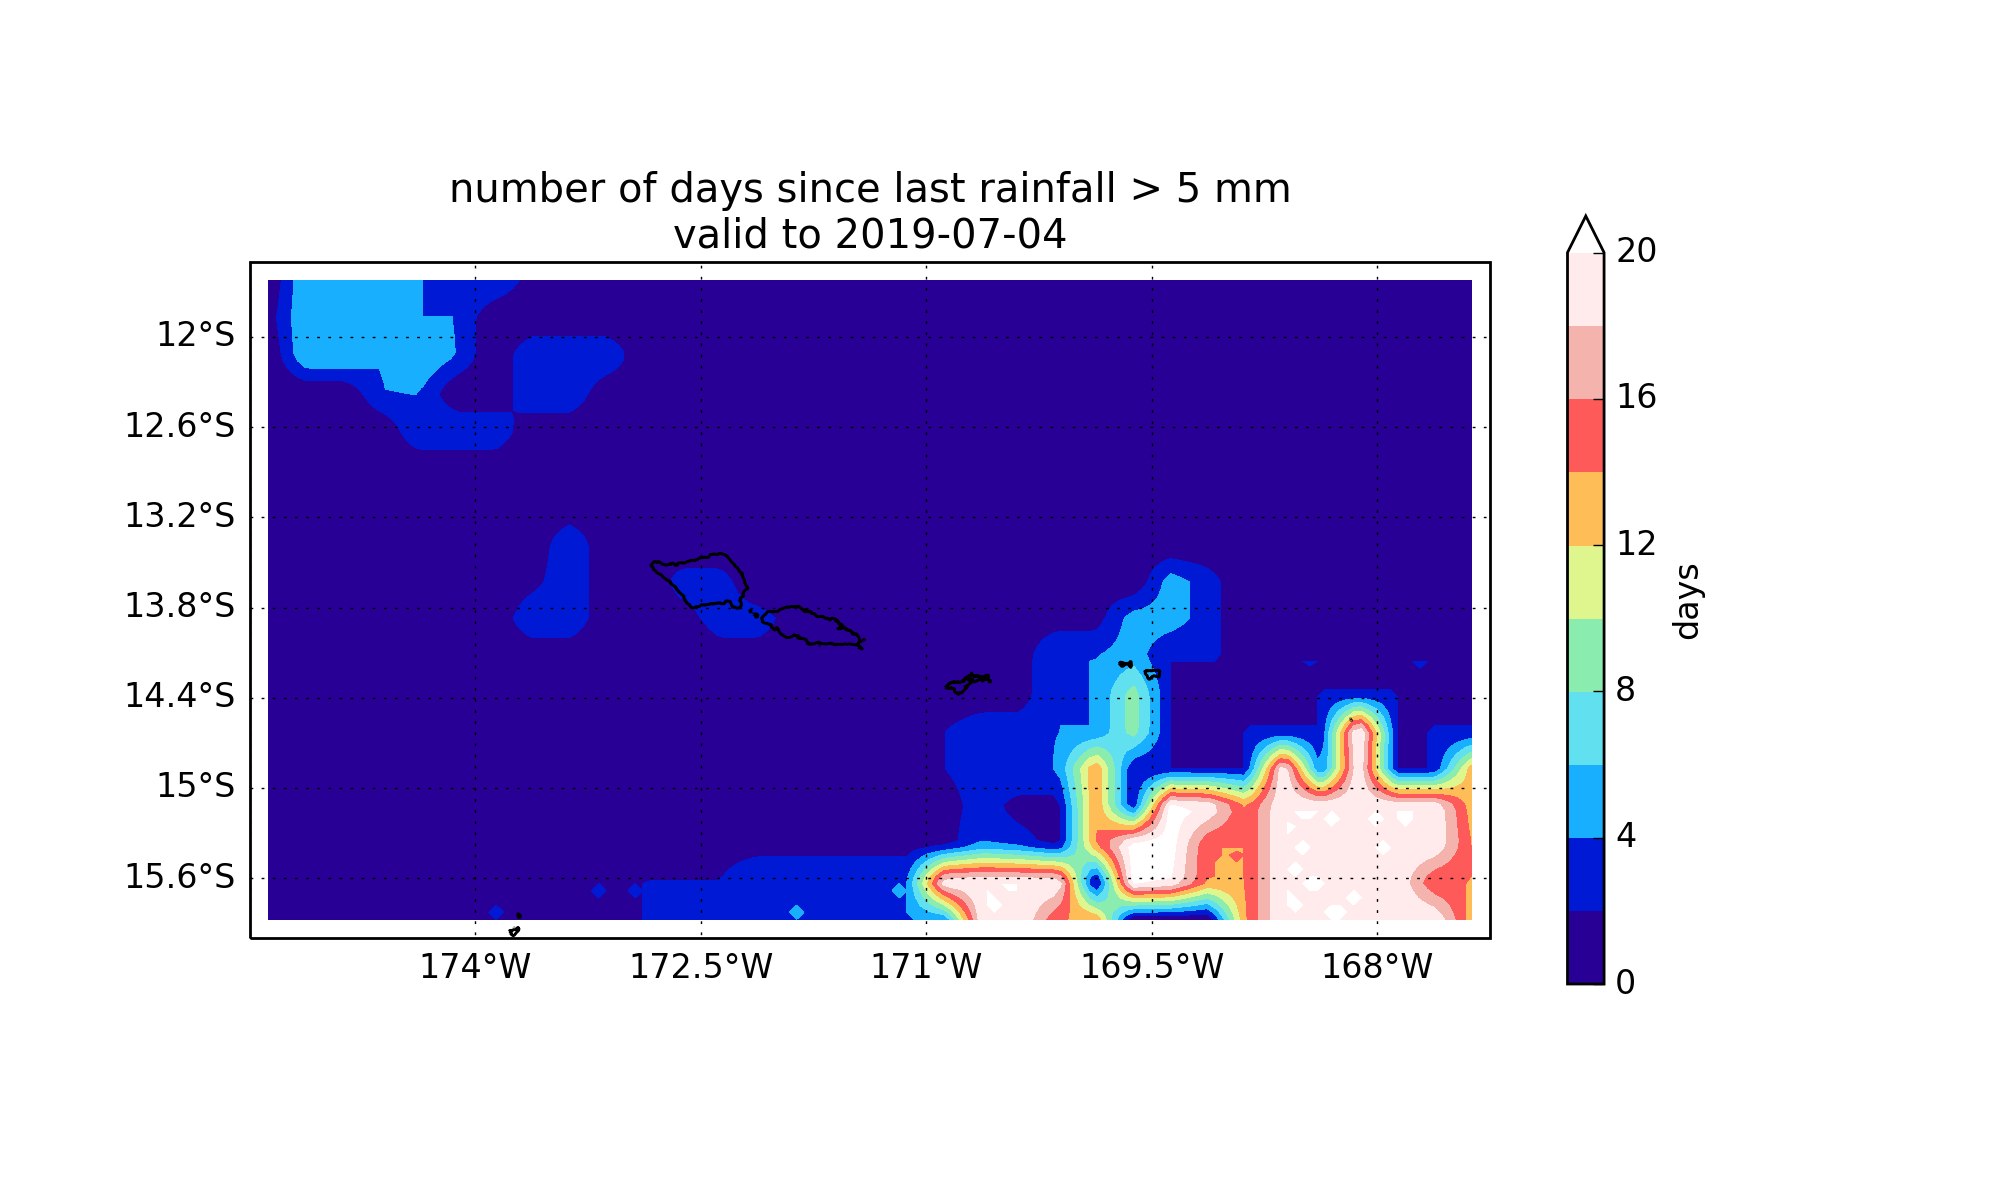 number of days since last rainfall > 5 mm
valid to 2019-07-04
12°S
12.6°S
13.2°S
13.8°S
14.4°S
15°S
15.6°S
174°W
172.5°W
171°W
169.5°W
168°W
20
16
12
8
4
0
days